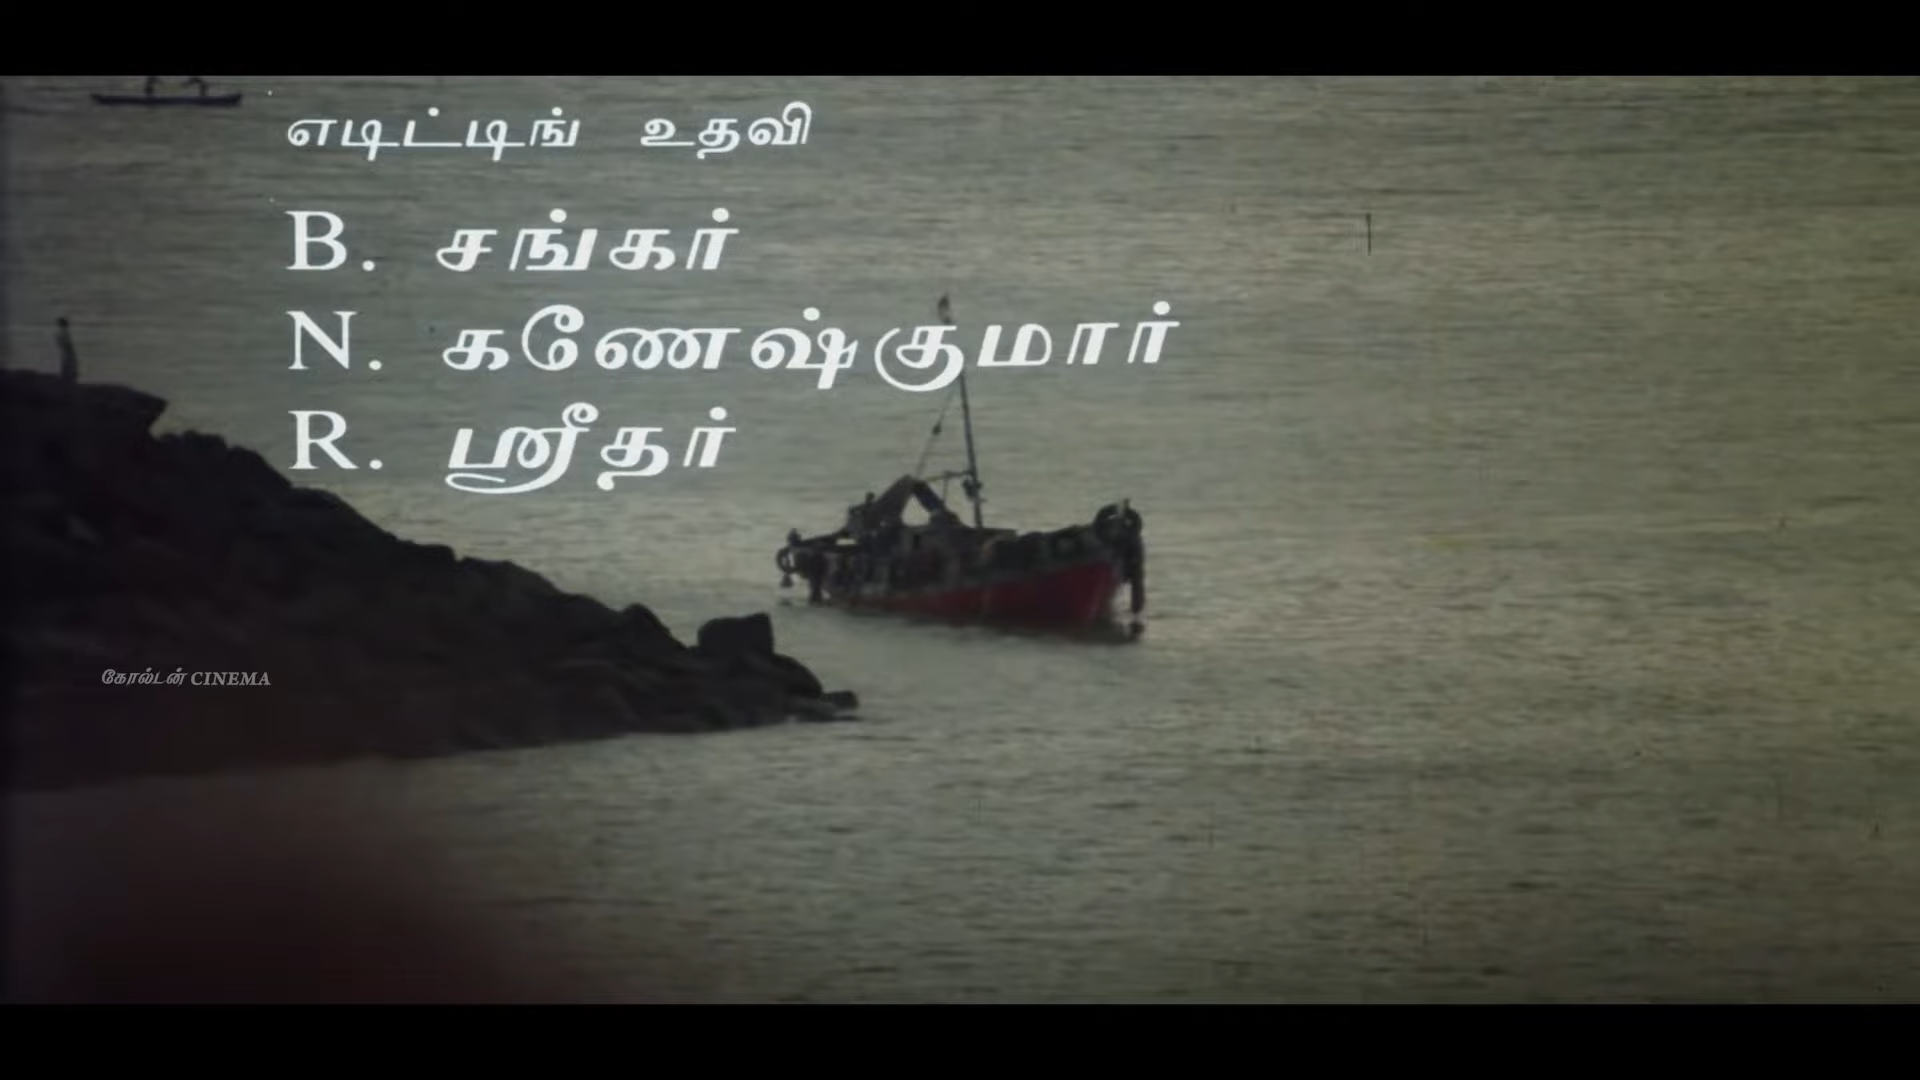 எடிட்டிங் உதவி
B. சங்கர்
N. கணேஷ்குமார்
R. ஸ்ரீதர்
கோல்டன் CINEMA